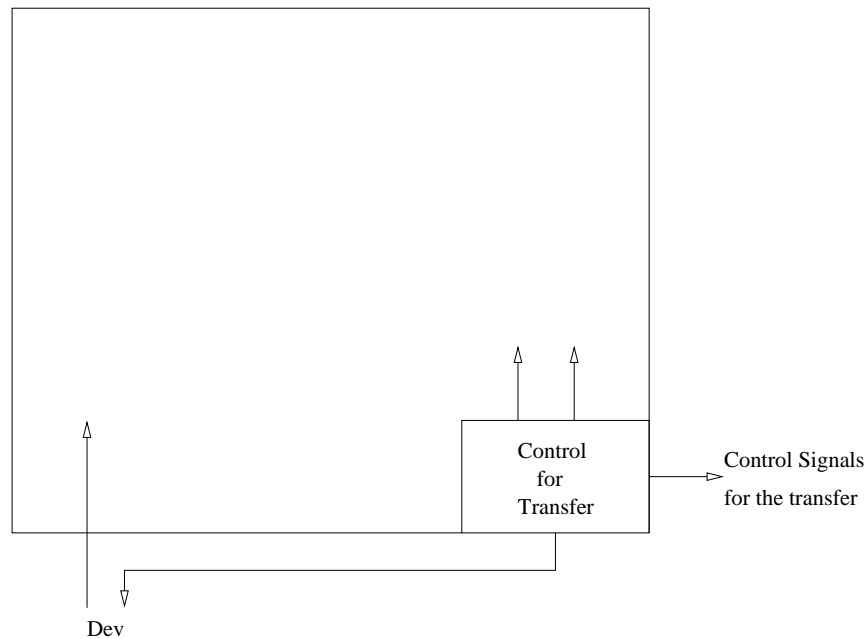 Control
for
Transfer
Control Signals
for the transfer
Dev